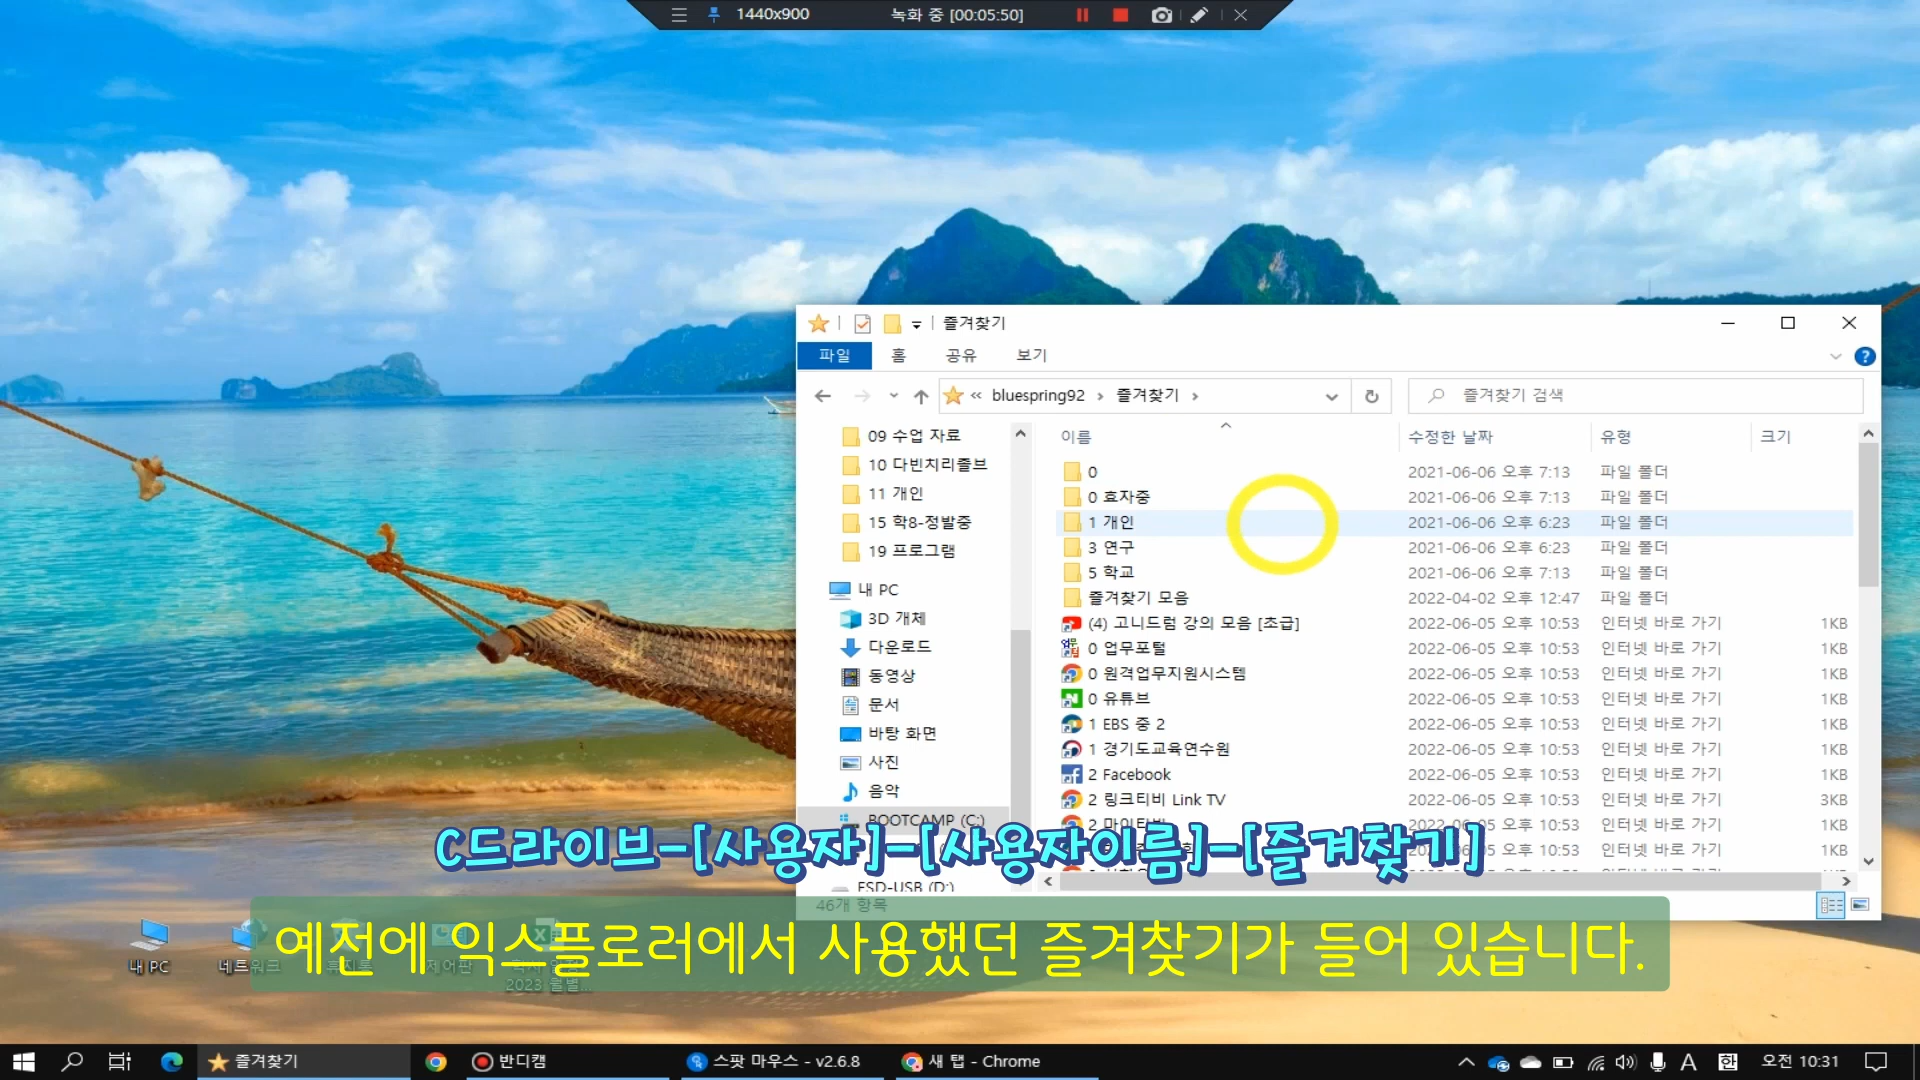 1440x900 녹화 중 [00:05:50]
즐겨찾기
파일 홈 공유 보기
« bluespring92 › 즐겨찾기 ›
즐겨찾기 검색
09 수업 자료
10 다빈치리졸브
11 개인
15 학8-정발중
19 프로그램
내 PC
3D 개체
다운로드
동영상
문서
바탕 화면
사진
음악
BOOTCAMP (C:)
ESD-USB (D:)
이름 수정한 날짜 유형 크기
0 2021-06-06 오후 7:13 파일 폴더
0 효자중 2021-06-06 오후 7:13 파일 폴더
1 개인 2021-06-06 오후 6:23 파일 폴더
3 연구 2021-06-06 오후 6:23 파일 폴더
5 학교 2021-06-06 오후 7:13 파일 폴더
즐겨찾기 모음 2022-04-02 오후 12:47 파일 폴더
(4) 고니드럼 강의 모음 [초급] 2022-06-05 오후 10:53 인터넷 바로 가기 1KB
0 업무포털 2022-06-05 오후 10:53 인터넷 바로 가기 1KB
0 원격업무지원시스템 2022-06-05 오후 10:53 인터넷 바로 가기 1KB
0 유튜브 2022-06-05 오후 10:53 인터넷 바로 가기 1KB
1 EBS 중 2 2022-06-05 오후 10:53 인터넷 바로 가기 1KB
1 경기도교육연수원 2022-06-05 오후 10:53 인터넷 바로 가기 1KB
2 Facebook 2022-06-05 오후 10:53 인터넷 바로 가기 1KB
2 링크티비 Link TV 2022-06-05 오후 10:53 인터넷 바로 가기 3KB
2 2022-06-05 오후 10:53 인터넷 바로 가기 1KB
오후 10:53 인터넷 바로 가기 1KB
46개 항목
C드라이브-[사용자]-[사용자이름]-[즐겨찾기]
예전에 익스플로러에서 사용했던 즐겨찾기가 들어 있습니다.
내 PC 네트워크 휴지통 제어판
2023 월별...
즐겨찾기 반디캠 스팟 마우스 - v2.6.8 새 탭 - Chrome A 한 오전 10:31